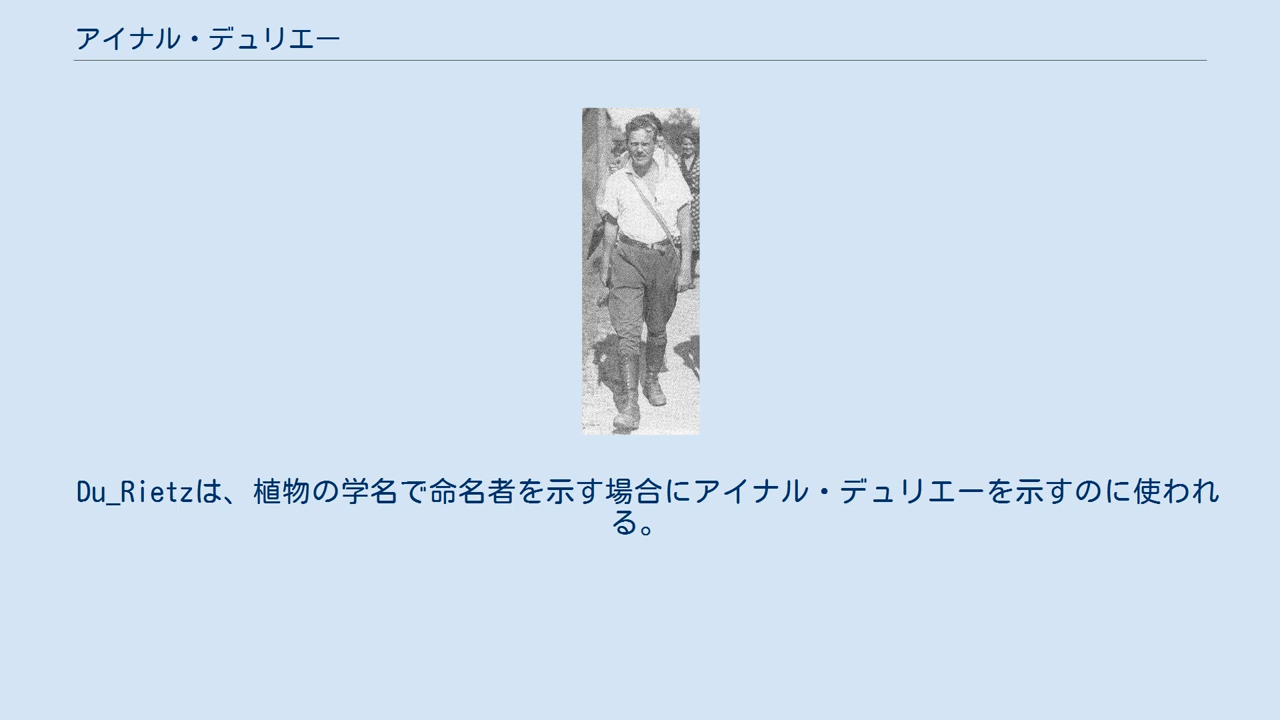 アイナル・デュリエー
Du_Rietzは、植物の学名で命名者を示す場合にアイナル・デュリエーを示すのに使われ
る。